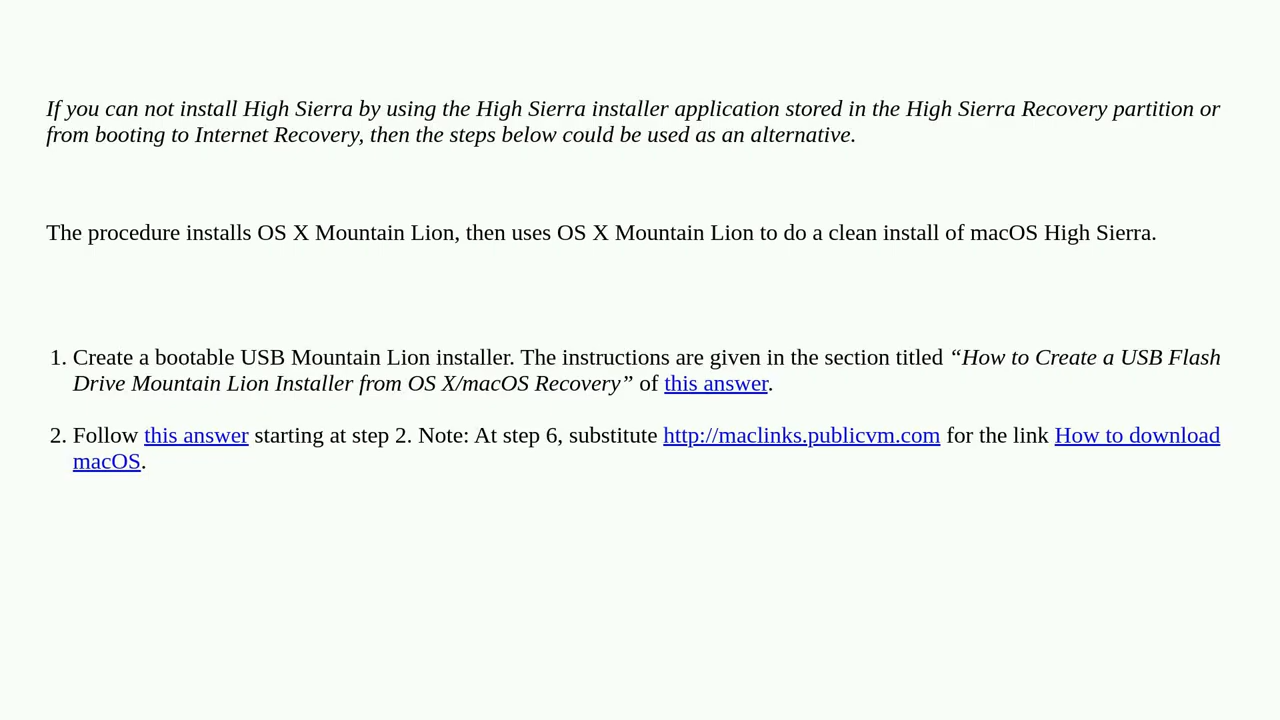 If you can not install High Sierra by using the High Sierra installer application stored in the High Sierra Recovery partition or
from booting to Internet Recovery, then the steps below could be used as an alternative.
The procedure installs OS X Mountain Lion, then uses OS X Mountain Lion to do a clean install of macOS High Sierra.
1. Create a bootable USB Mountain Lion installer. The instructions are given in the section titled “How to Create a USB Flash
Drive Mountain Lion Installer from OS X/macOS Recovery” of this answer.
2. Follow this answer starting at step 2. Note: At step 6, substitute http://maclinks.publicvm.com for the link How to download
macOS.